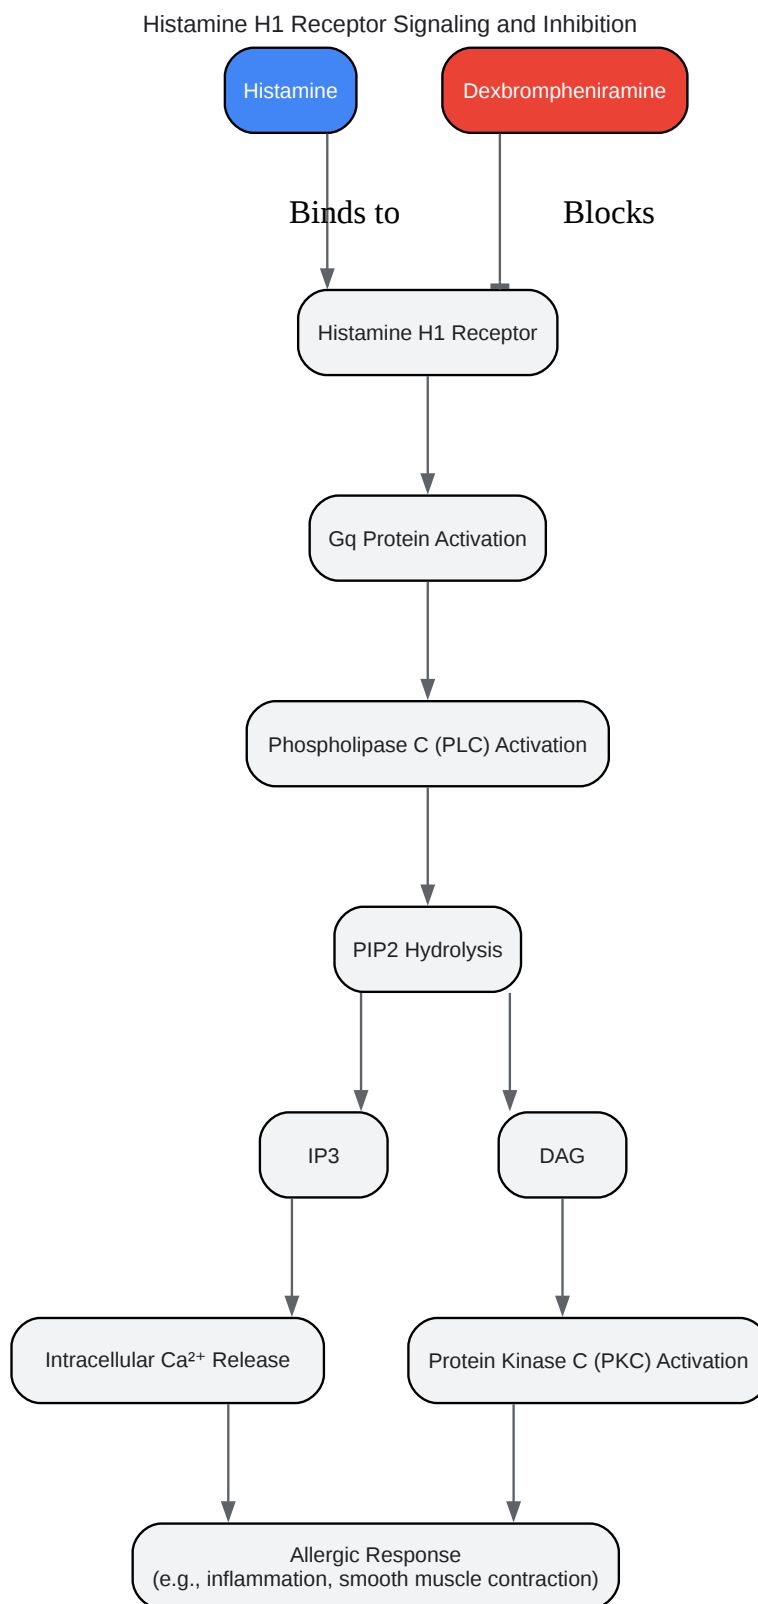 Histamine H1 Receptor Signaling and Inhibition
Histamine
Dexbrompheniramine
Binds to
Blocks
Histamine H1 Receptor
Gq Protein Activation
Phospholipase C (PLC) Activation
PIP2 Hydrolysis
IP3
DAG
Intracellular Ca²⁺ Release
Protein Kinase C (PKC) Activation
Allergic Response
(e.g., inflammation, smooth muscle contraction)